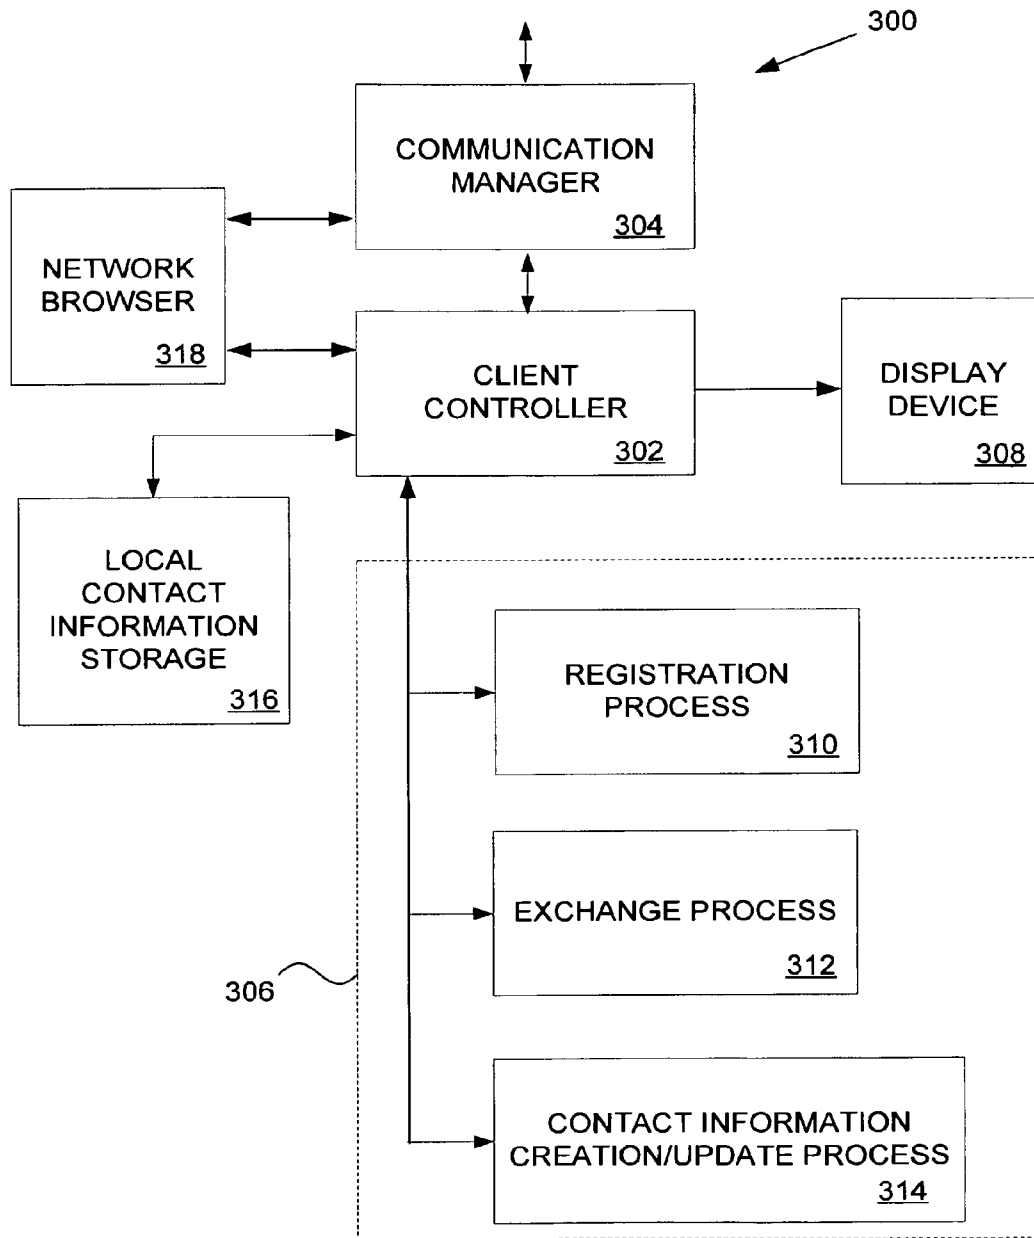 300
COMMUNICATION
MANAGER
304
NETWORK
BROWSER
318
CLIENT
CONTROLLER
302
DISPLAY
DEVICE
308
LOCAL
CONTACT
INFORMATION
STORAGE
316
REGISTRATION
PROCESS
310
EXCHANGE PROCESS
312
306
CONTACT INFORMATION
CREATION/UPDATE PROCESS
314